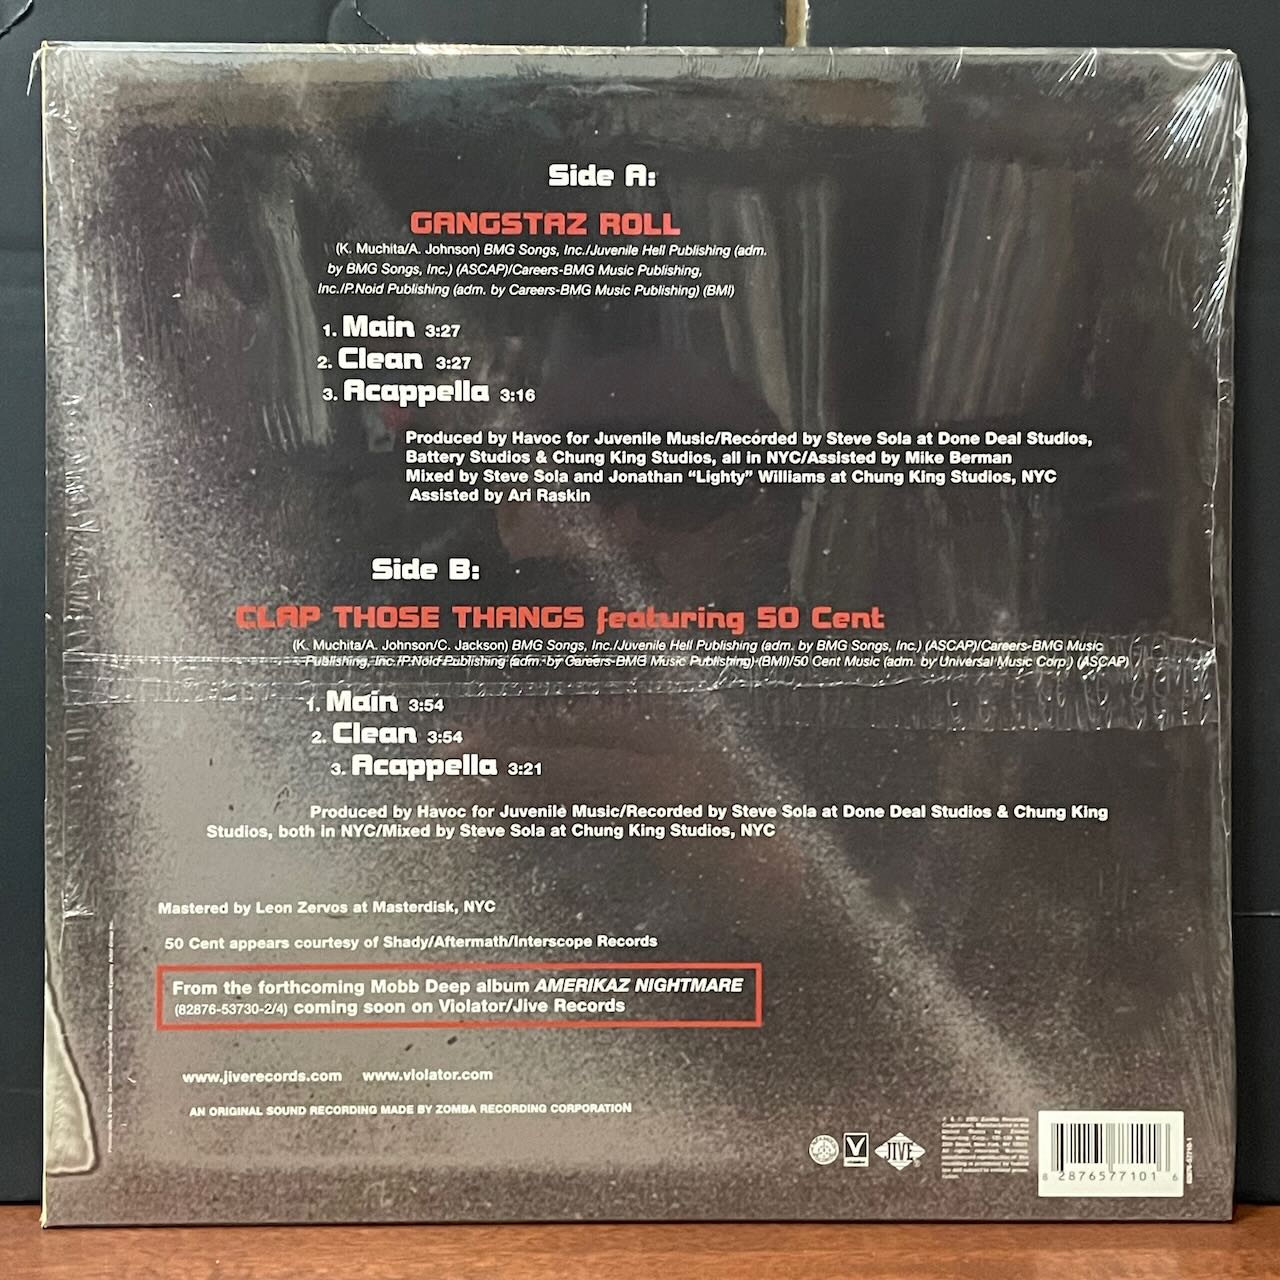 Side A:
GANGSTAZ ROLL
(K. Muchita/A. Johnson) BMG Songs, Inc./Juvenile Hell Publishing (adm.
by BMG Songs, Inc.) (ASCAP)/Careers-BMG Music Publishing,
Inc./P.Noid Publishing (adm. by Careers-BMG Music Publishing) (BMI)
1. Main 3:27
2. Clean 3:27
3. Acappella 3:16
Produced by Havoc for Juvenile Music/Recorded by Steve Sola at Done Deal Studios,
Battery Studios & Chung King Studios, all in NYC/Assisted by Mike Berman
Mixed by Steve Sola and Jonathan “Lighty” Williams at Chung King Studios, NYC
Assisted by Ari Raskin
Side B:
CLAP THOSE THANGS featuring 50 Cent
(K. Muchita/A. Johnson/C. Jackson) BMG Songs, Inc./Juvenile Hell Publishing (adm. by BMG Songs, Inc.) (ASCAP)/Careers-BMG Music
Publishing, Inc./P.Noid Publishing (adm. by Careers-BMG Music Publishing) (BMI)/50 Cent Music (adm. by Universal Music Corp.) (ASCAP)
1. Main 3:54
2. Clean 3:54
3. Acappella 3:21
Produced by Havoc for Juvenile Music/Recorded by Steve Sola at Done Deal Studios & Chung King
Studios, both in NYC/Mixed by Steve Sola at Chung King Studios, NYC
Mastered by Leon Zervos at Masterdisk, NYC
50 Cent appears courtesy of Shady/Aftermath/Interscope Records
From the forthcoming Mobb Deep album AMERIKAZ NIGHTMARE
(82876-53730-2/4) coming soon on Violator/Jive Records
www.jiverecords.com www.violator.com
AN ORIGINAL SOUND RECORDING MADE BY ZOMBA RECORDING CORPORATION
V
JIVE
8 2876577101 6